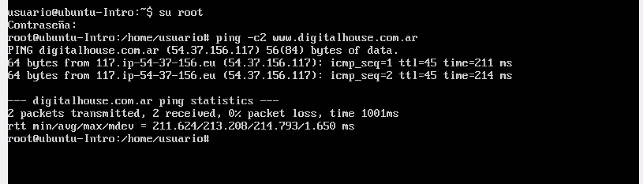 usuario@ubuntu-Intro:~$ su root
Contraseña:
root@ubuntu-Intro:/home/usuario# ping -c2 www.digitalhouse.com.ar
PING digitalhouse.com.ar (54.37.156.117) 56(84) bytes of data.
64 bytes from 117.ip-54-37-156.eu (54.37.156.117): icmp_seq=1 ttl=45 time=211 ms
64 bytes from 117.ip-54-37-156.eu (54.37.156.117): icmp_seq=2 ttl=45 time=214 ms
--- digitalhouse.com.ar ping statistics ---
2 packets transmitted, 2 received, 0% packet loss, time 1001ms
rtt min/avg/max/mdev = 211.624/213.208/214.793/1.650 ms
root@ubuntu-Intro:/home/usuario#